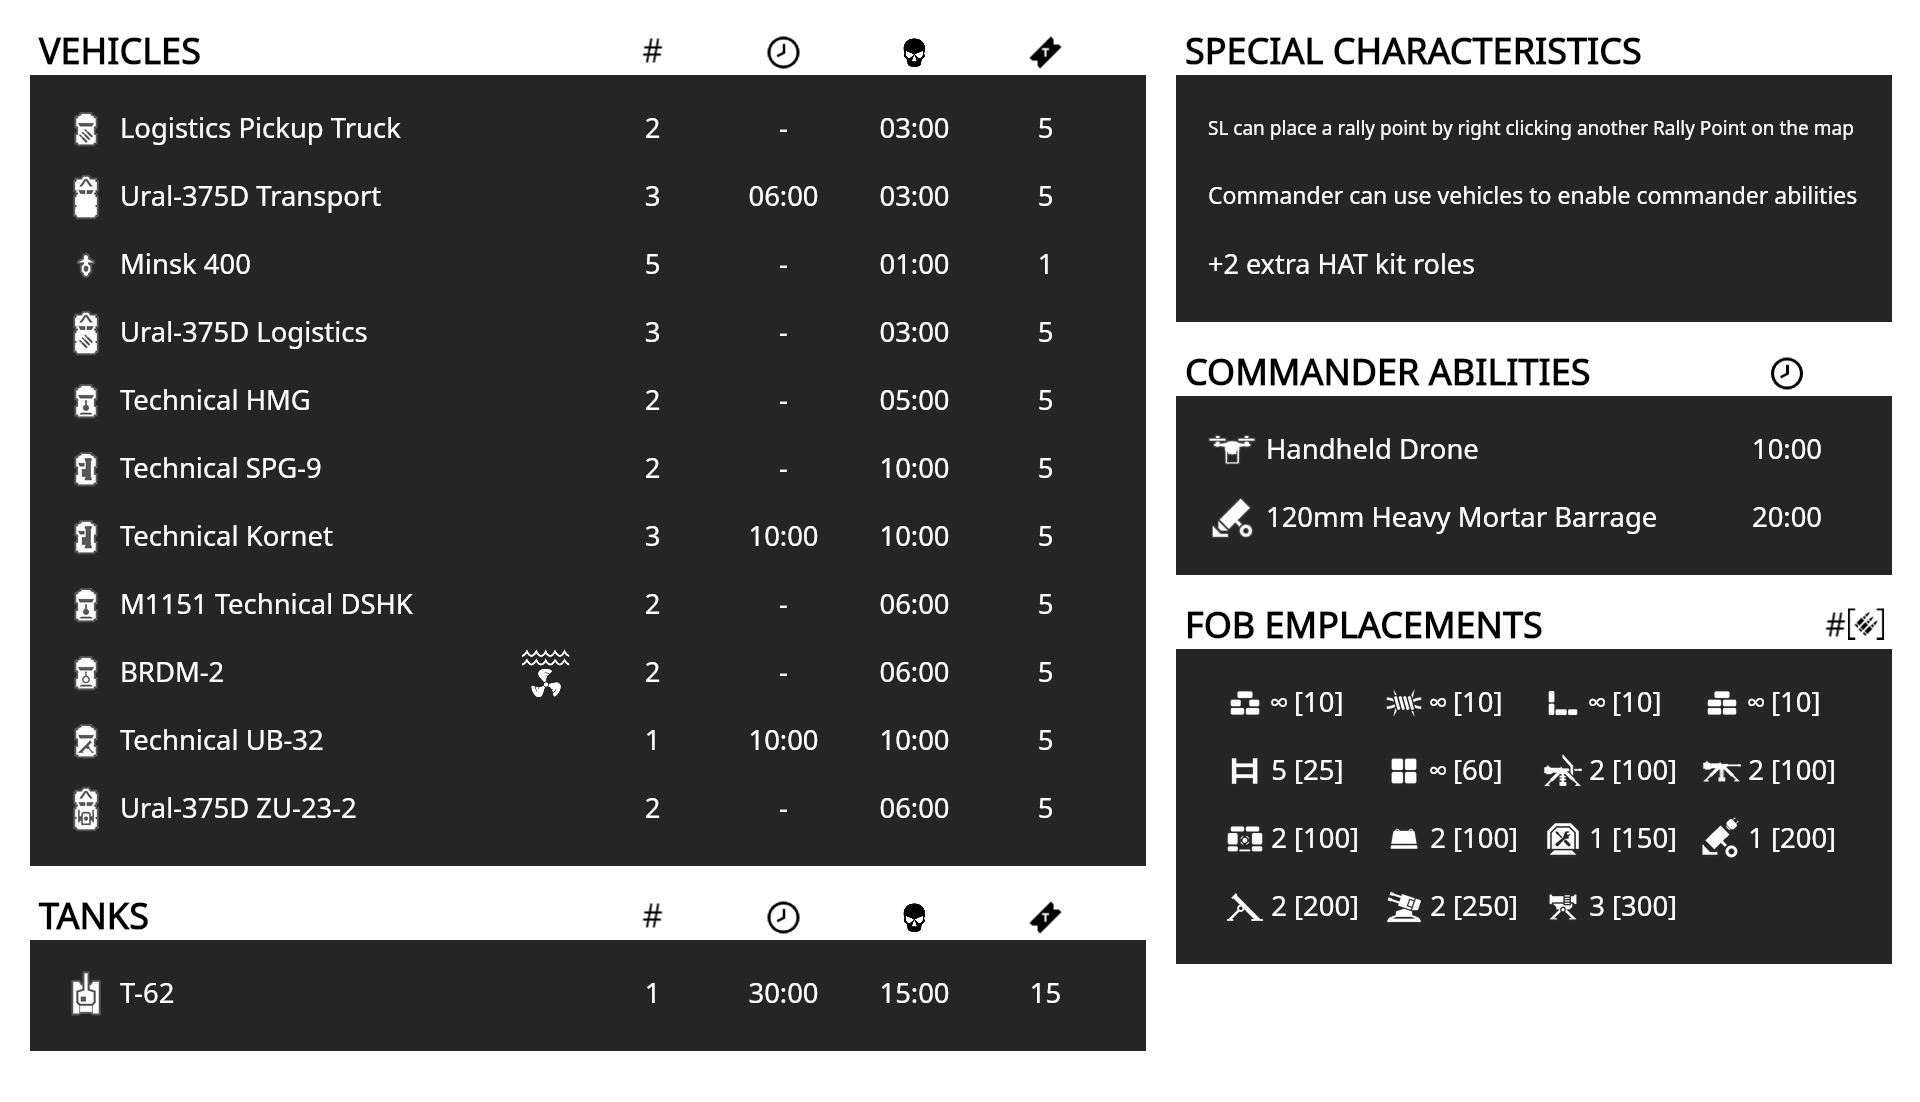 VEHICLES #
Logistics Pickup Truck 2 - 03:00 5
Ural-375D Transport 3 06:00 03:00 5
Minsk 400 5 - 01:00 1
Ural-375D Logistics 3 - 03:00 5
Technical HMG 2 - 05:00 5
Technical SPG-9 2 - 10:00 5
Technical Kornet 3 10:00 10:00 5
M1151 Technical DSHK 2 - 06:00 5
BRDM-2 2 - 06:00 5
Technical UB-32 1 10:00 10:00 5
Ural-375D ZU-23-2 2 - 06:00 5
TANKS #
T-62 1 30:00 15:00 15
SPECIAL CHARACTERISTICS
SL can place a rally point by right clicking another Rally Point on the map
Commander can use vehicles to enable commander abilities
+2 extra HAT kit roles
COMMANDER ABILITIES
Handheld Drone 10:00
120mm Heavy Mortar Barrage 20:00
FOB EMPLACEMENTS #[]
∞ [10] ∞ [10] ∞ [10] ∞ [10]
5 [25] ∞ [60] 2 [100] 2 [100]
2 [100] 2 [100] 1 [150] 1 [200]
2 [200] 2 [250] 3 [300]